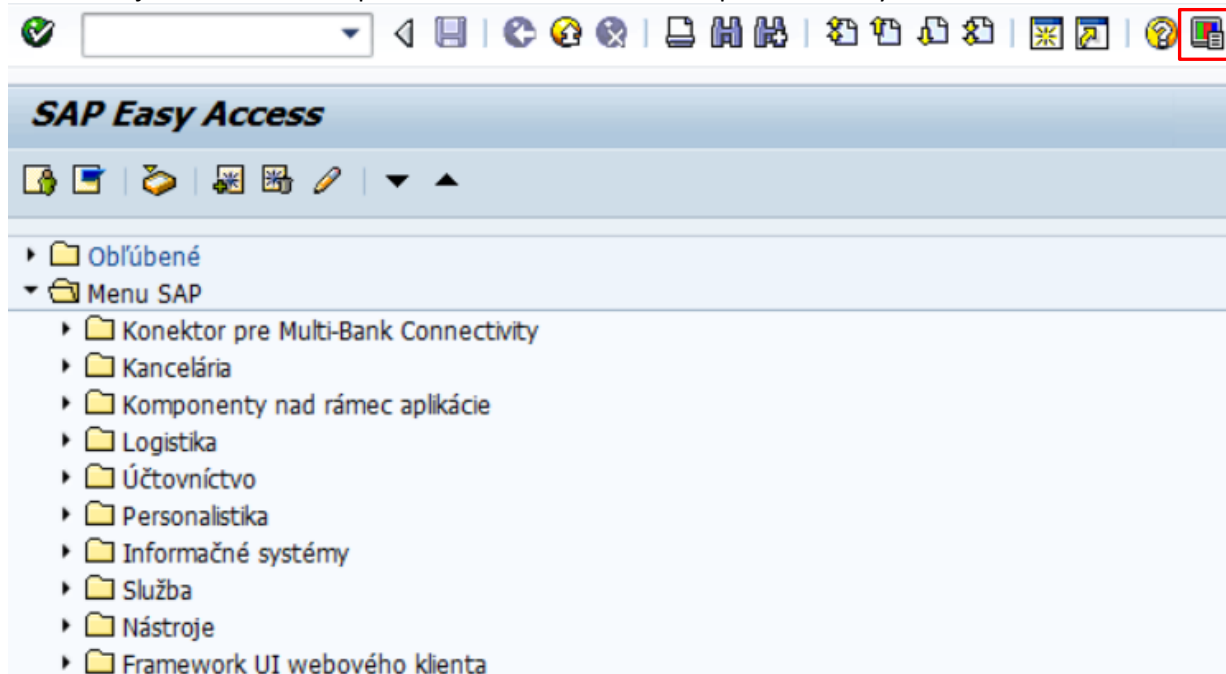 SAP Easy Access
Obľúbené
Menu SAP
Konektor pre Multi-Bank Connectivity
Kancelária
Komponenty nad rámec aplikácie
Logistika
Účtovníctvo
Personalistika
Informačné systémy
Služba
Nástroje
Framework UI webového klienta